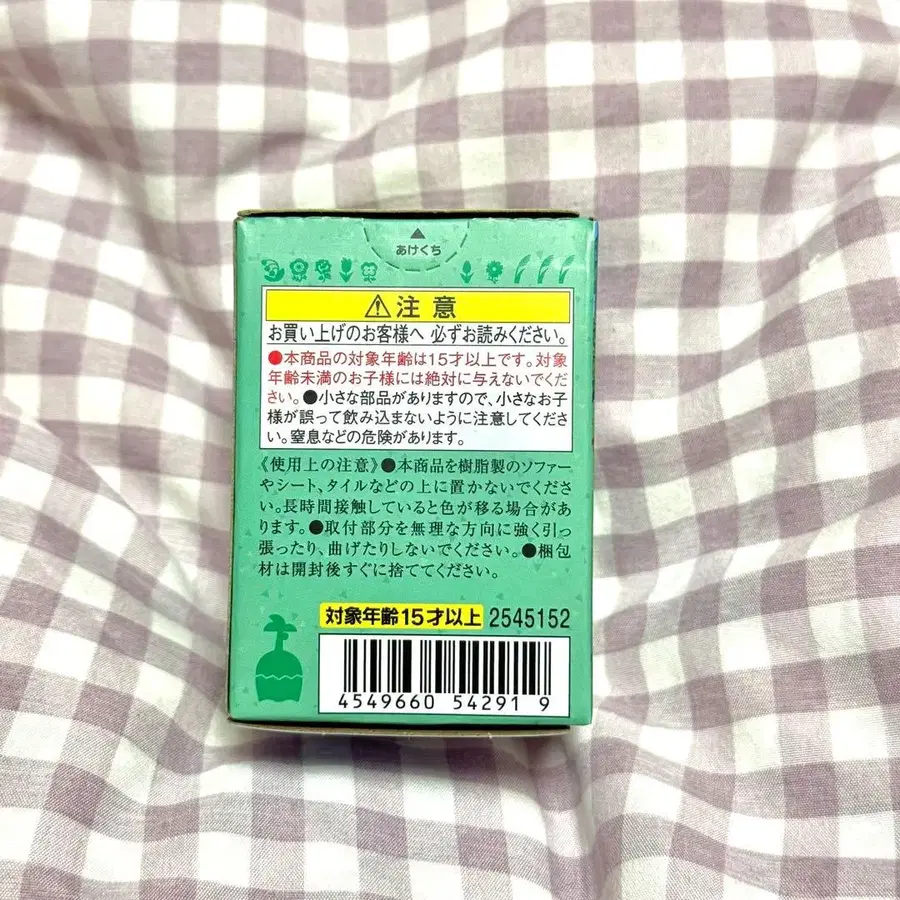 あけくち
⚠注意
お買い上げのお客様へ 必ずお読みください。
●本商品の対象年齢は15才以上です。対象
年齢未満のお子様には絶対に与えないでくだ
さい。●小さな部品がありますので、小さなお子
様が誤って飲み込まないように注意してくださ
い。窒息などの危険があります。
《使用上の注意》●本商品を樹脂製のソファー
やシート、タイルなどの上に置かないでくださ
い。長時間接触していると色が移る場合があ
ります。●取付部分を無理な方向に強く引っ
張ったり、曲げたりしないでください。●梱包
材は開封後すぐに捨ててください。
対象年齢15才以上 2545152
4549660 54291 9